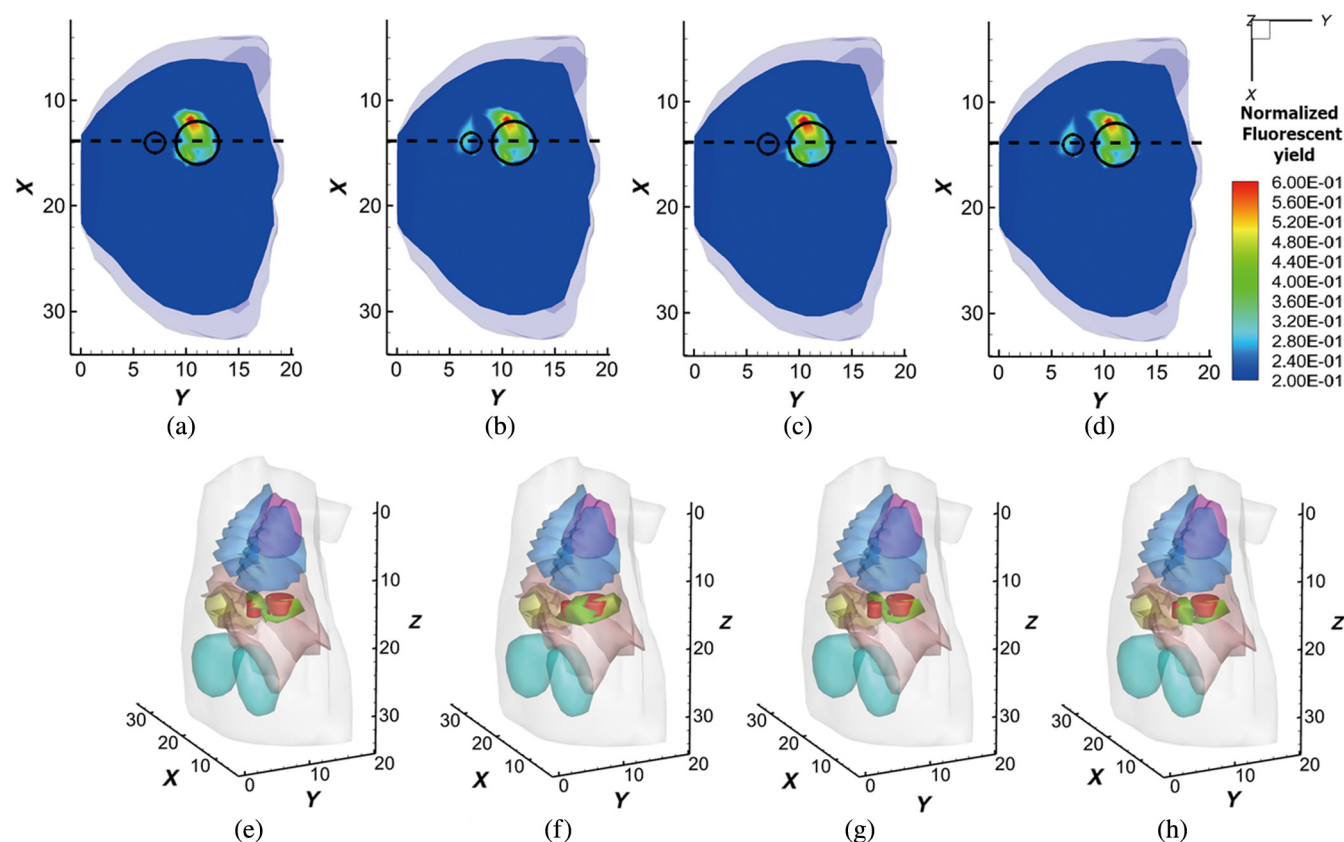 10
20
30
X
0 5 10 15 20
Y
(a)
10
20
30
X
0 5 10 15 20
Y
(b)
10
20
30
X
0 5 10 15 20
Y
(c)
10
20
30
X
0 5 10 15 20
Y
(d)
Z Y
X
Normalized
Fluorescent
yield
6.00E-01
5.60E-01
5.20E-01
4.80E-01
4.40E-01
4.00E-01
3.60E-01
3.20E-01
2.80E-01
2.40E-01
2.00E-01
0
10
20
30
Z
30
20
10
X
0 10 20
Y
(e)
0
10
20
30
Z
30
20
10
X
0 10 20
Y
(f)
0
10
20
30
Z
30
20
10
X
0 10 20
Y
(g)
0
10
20
30
Z
30
20
10
X
0 10 20
Y
(h)